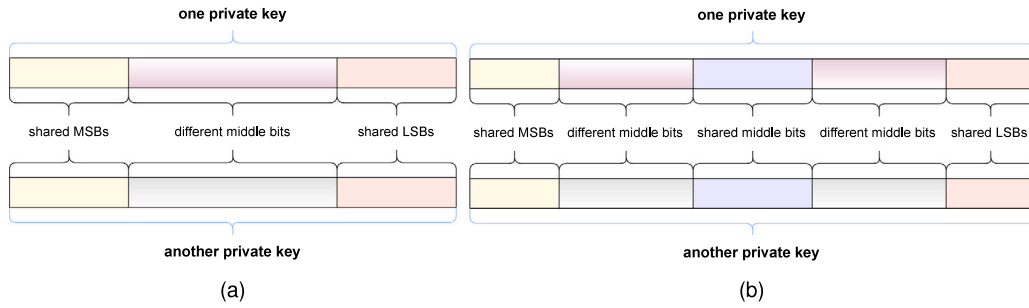 one private key
shared MSBs different middle bits shared LSBs
another private key
(a)
one private key
shared MSBs different middle bits shared middle bits different middle bits shared LSBs
another private key
(b)